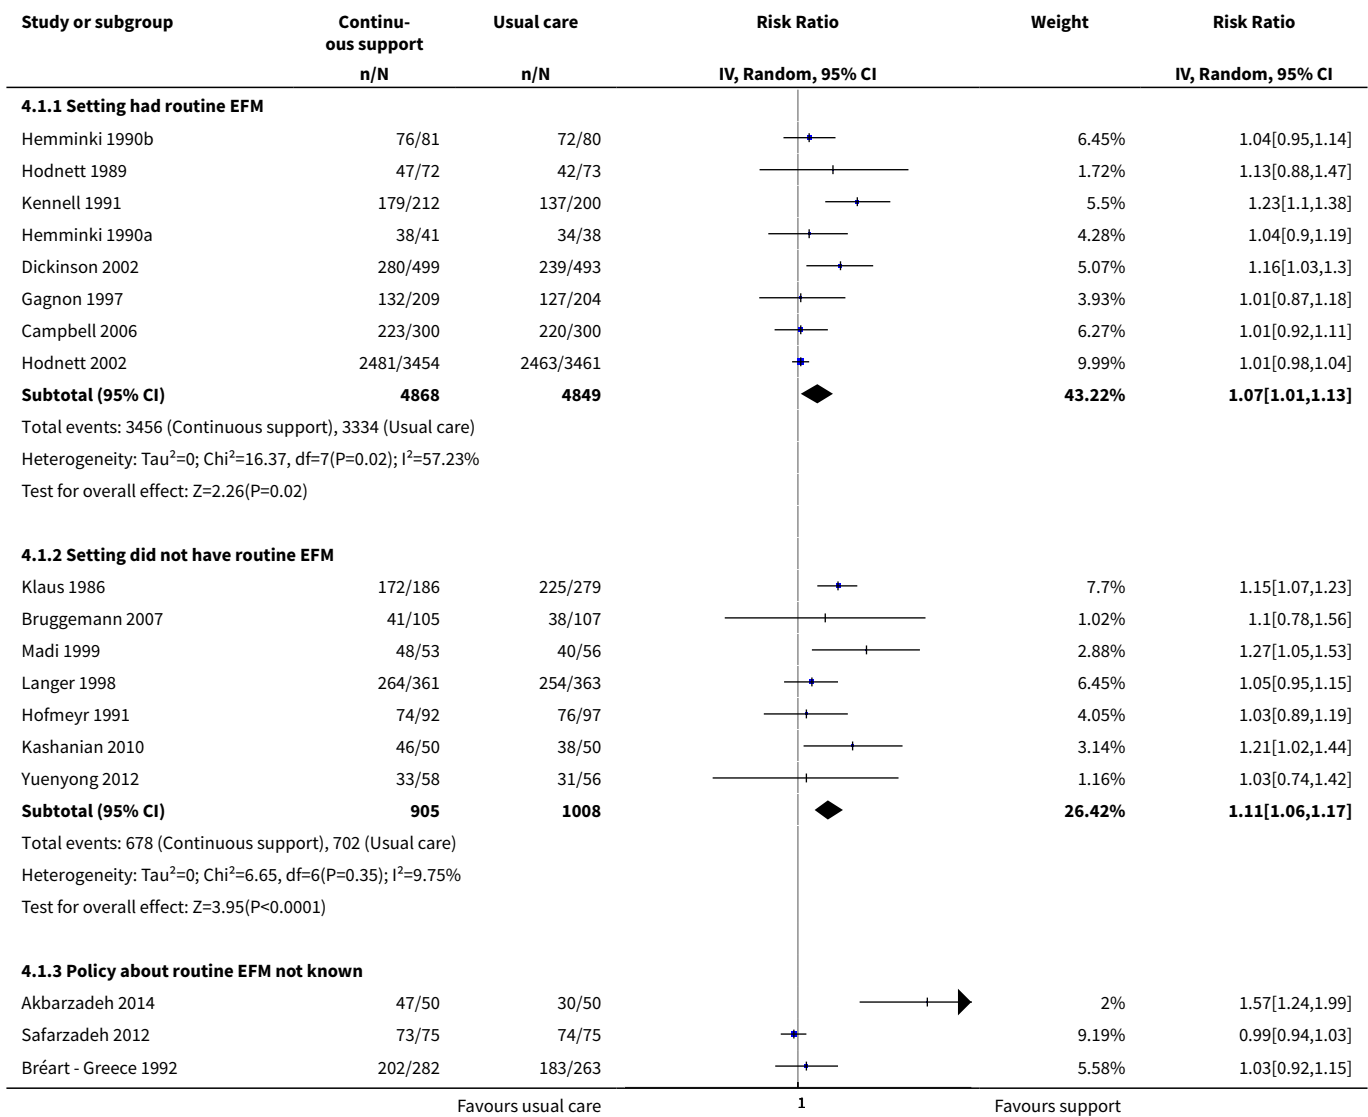 Study or subgroup Continu- Usual care Risk Ratio Weight Risk Ratio
ous support
n/N n/N IV, Random, 95% CI IV, Random, 95% CI
4.1.1 Setting had routine EFM
Hemminki 1990b 76/81 72/80 6.45% 1.04[0.95,1.14]
Hodnett 1989 47/72 42/73 1.72% 1.13[0.88,1.47]
Kennell 1991 179/212 137/200 5.5% 1.23[1.1,1.38]
Hemminki 1990a 38/41 34/38 4.28% 1.04[0.9,1.19]
Dickinson 2002 280/499 239/493 5.07% 1.16[1.03,1.3]
Gagnon 1997 132/209 127/204 3.93% 1.01[0.87,1.18]
Campbell 2006 223/300 220/300 6.27% 1.01[0.92,1.11]
Hodnett 2002 2481/3454 2463/3461 9.99% 1.01[0.98,1.04]
Subtotal (95% CI) 4868 4849 43.22% 1.07[1.01,1.13]
Total events: 3456 (Continuous support), 3334 (Usual care)
Heterogeneity: Tau²=0; Chi²=16.37, df=7(P=0.02); I²=57.23%
Test for overall effect: Z=2.26(P=0.02)
4.1.2 Setting did not have routine EFM
Klaus 1986 172/186 225/279 7.7% 1.15[1.07,1.23]
Bruggemann 2007 41/105 38/107 1.02% 1.1[0.78,1.56]
Madi 1999 48/53 40/56 2.88% 1.27[1.05,1.53]
Langer 1998 264/361 254/363 6.45% 1.05[0.95,1.15]
Hofmeyr 1991 74/92 76/97 4.05% 1.03[0.89,1.19]
Kashanian 2010 46/50 38/50 3.14% 1.21[1.02,1.44]
Yuenyong 2012 33/58 31/56 1.16% 1.03[0.74,1.42]
Subtotal (95% CI) 905 1008 26.42% 1.11[1.06,1.17]
Total events: 678 (Continuous support), 702 (Usual care)
Heterogeneity: Tau²=0; Chi²=6.65, df=6(P=0.35); I²=9.75%
Test for overall effect: Z=3.95(P<0.0001)
4.1.3 Policy about routine EFM not known
Akbarzadeh 2014 47/50 30/50 2% 1.57[1.24,1.99]
Safarzadeh 2012 73/75 74/75 9.19% 0.99[0.94,1.03]
Bréart - Greece 1992 202/282 183/263 5.58% 1.03[0.92,1.15]
Favours usual care 1 Favours support